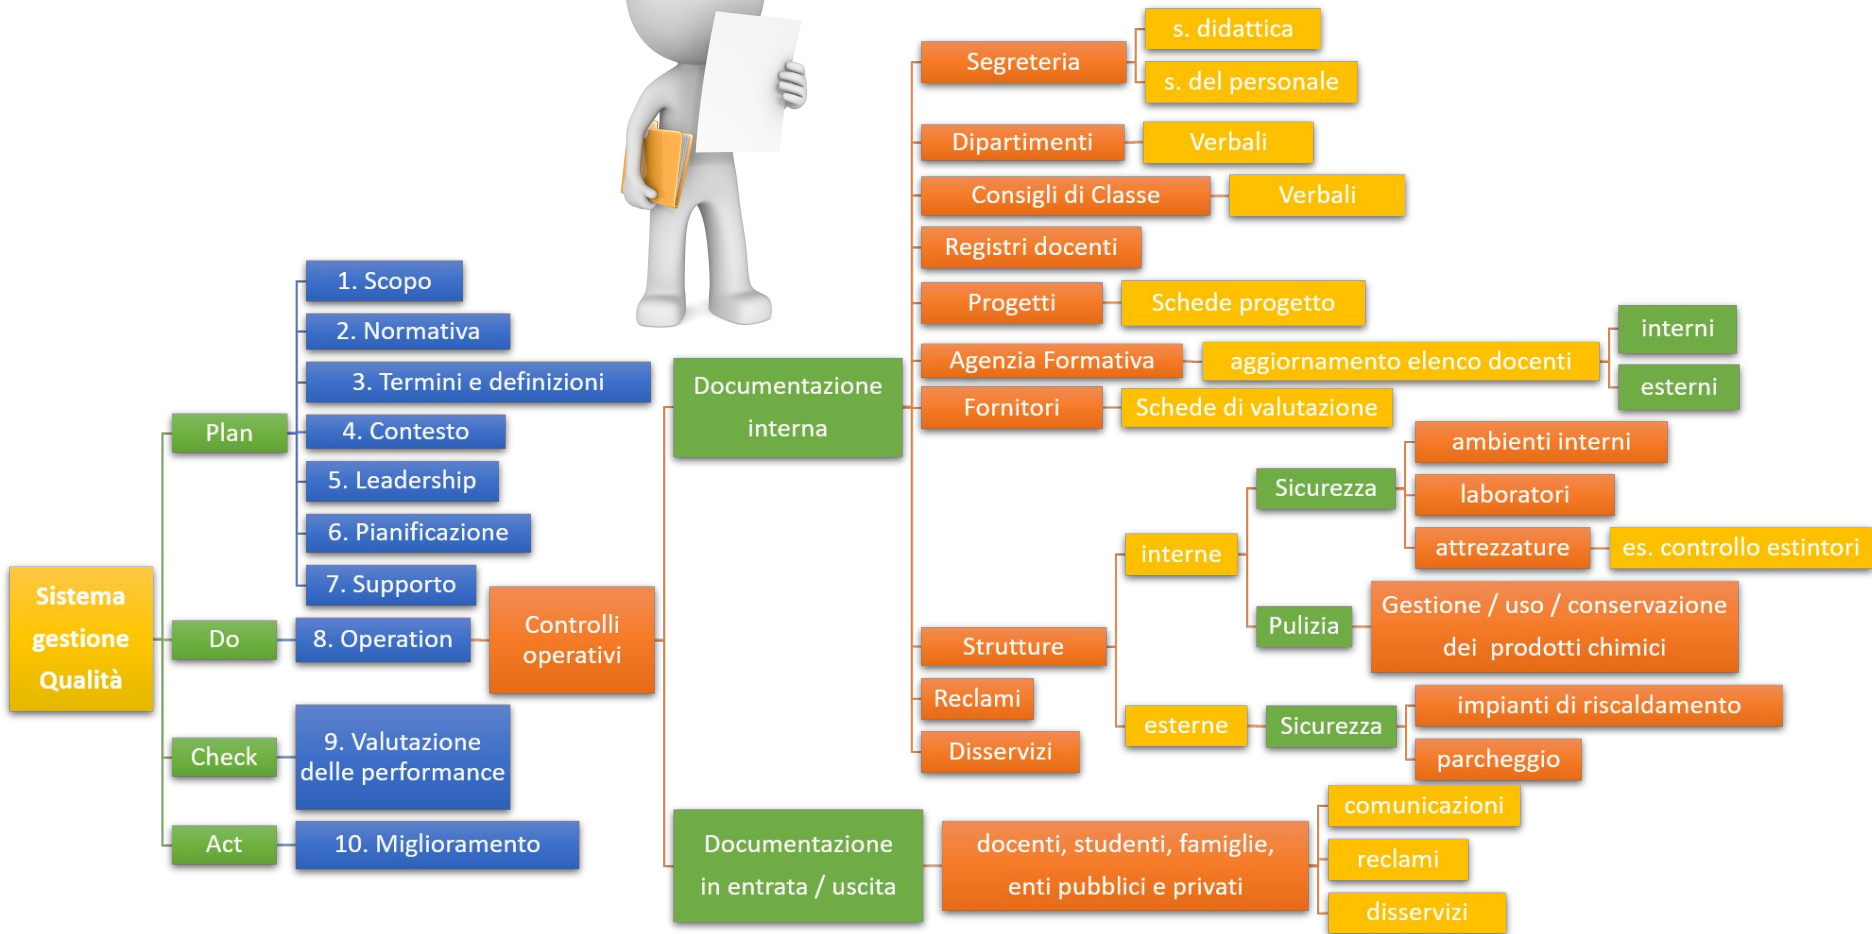 Sistema
gestione
Qualità
Plan
1. Scopo
2. Normativa
3. Termini e definizioni
4. Contesto
5. Leadership
6. Pianificazione
7. Supporto
Do
8. Operation
Controlli
operativi
Documentazione
interna
Segreteria
s. didattica
s. del personale
Dipartimenti
Verbali
Consigli di Classe
Verbali
Registri docenti
Progetti
Schede progetto
Agenzia Formativa
aggiornamento elenco docenti
interni
esterni
Fornitori
Schede di valutazione
Strutture
interne
Sicurezza
ambienti interni
laboratori
attrezzature
es. controllo estintori
Pulizia
Gestione / uso / conservazione
dei prodotti chimici
esterne
Sicurezza
impianti di riscaldamento
parcheggio
Reclami
Disservizi
Documentazione
in entrata / uscita
docenti, studenti, famiglie,
enti pubblici e privati
comunicazioni
reclami
disservizi
Check
9. Valutazione
delle performance
Act
10. Miglioramento